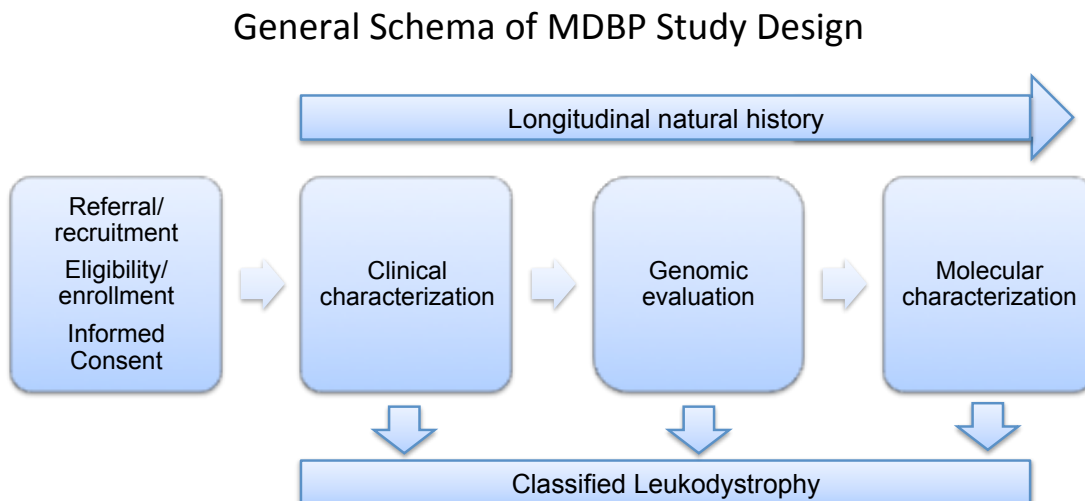 General Schema of MDBP Study Design
Longitudinal natural history
Referral/
recruitment
Eligibility/
enrollment
Informed
Consent
Clinical
characterization
Genomic
evaluation
Molecular
characterization
Classified Leukodystrophy